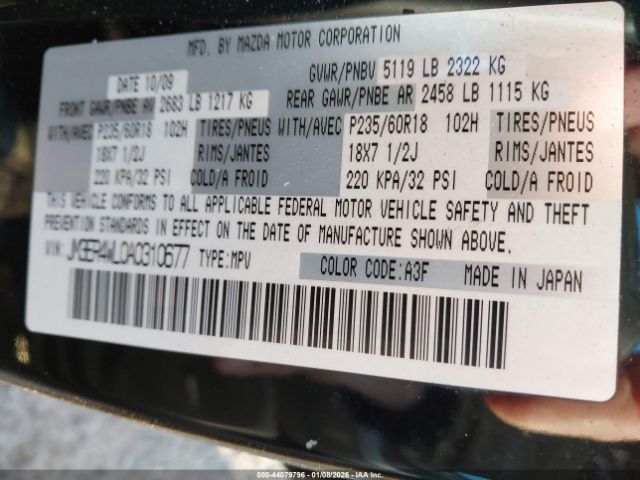 MFD. BY MAZDA MOTOR CORPORATION
DATE 10/09 GVWR/PNBV 5119 LB 2322 KG
FRONT GAWR/PNBE AV 2683 LB 1217 KG REAR GAWR/PNBE AR 2458 LB 1115 KG
WITH/AVEC P235/60R18 102H TIRES/PNEUS WITH/AVEC P235/60R18 102H TIRES/PNEUS
18X7 1/2J RIMS/JANTES 18X7 1/2J RIMS/JANTES
220 KPA/32 PSI COLD/A FROID 220 KPA/32 PSI COLD/A FROID
THIS VEHICLE CONFORMS TO ALL APPLICABLE FEDERAL MOTOR VEHICLE SAFETY AND THEFT
PREVENTION STANDARDS IN EFFECT ON THE DATE OF MANUFACTURE SHOWN ABOVE.
VIN: JM3ER4WL0A0310677 TYPE:MPV COLOR CODE:A3F MADE IN JAPAN
000-44079796 - 01/08/2026 - IAAI.CA